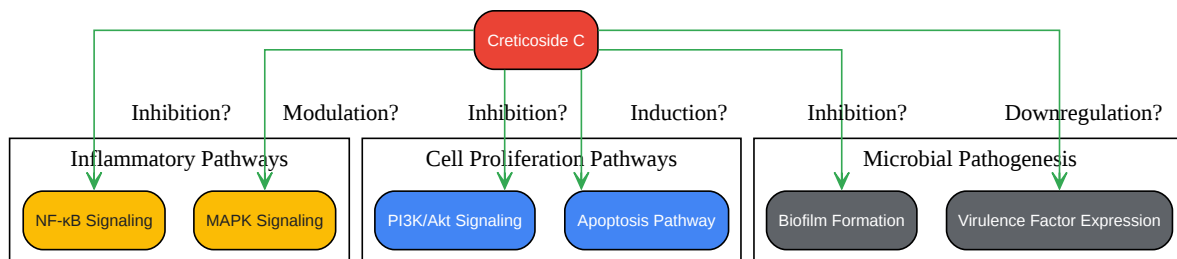 Creticoside C
Inhibition?
Modulation?
Inhibition?
Induction?
Inhibition?
Downregulation?
Inflammatory Pathways
Cell Proliferation Pathways
Microbial Pathogenesis
NF-κB Signaling
MAPK Signaling
PI3K/Akt Signaling
Apoptosis Pathway
Biofilm Formation
Virulence Factor Expression